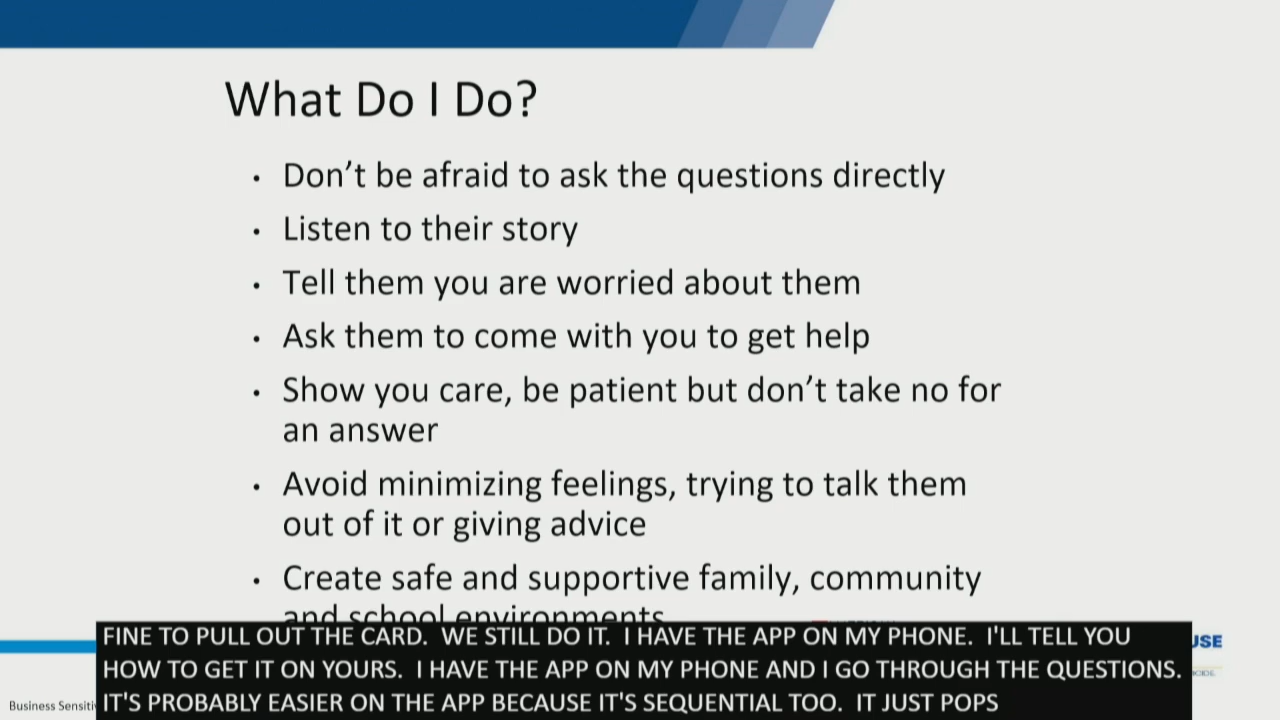 What Do I Do?
• Don't be afraid to ask the questions directly
• Listen to their story
• Tell them you are worried about them
• Ask them to come with you to get help
• Show you care, be patient but don't take no for
an answer
• Avoid minimizing feelings, trying to talk them
out of it or giving advice
• Create safe and supportive family, community
and school environments
FINE TO PULL OUT THE CARD.  WE STILL DO IT.  I HAVE THE APP ON MY PHONE.  I'LL TELL YOU
HOW TO GET IT ON YOURS.  I HAVE THE APP ON MY PHONE AND I GO THROUGH THE QUESTIONS.
IT'S PROBABLY EASIER ON THE APP BECAUSE IT'S SEQUENTIAL TOO.  IT JUST POPS
Business